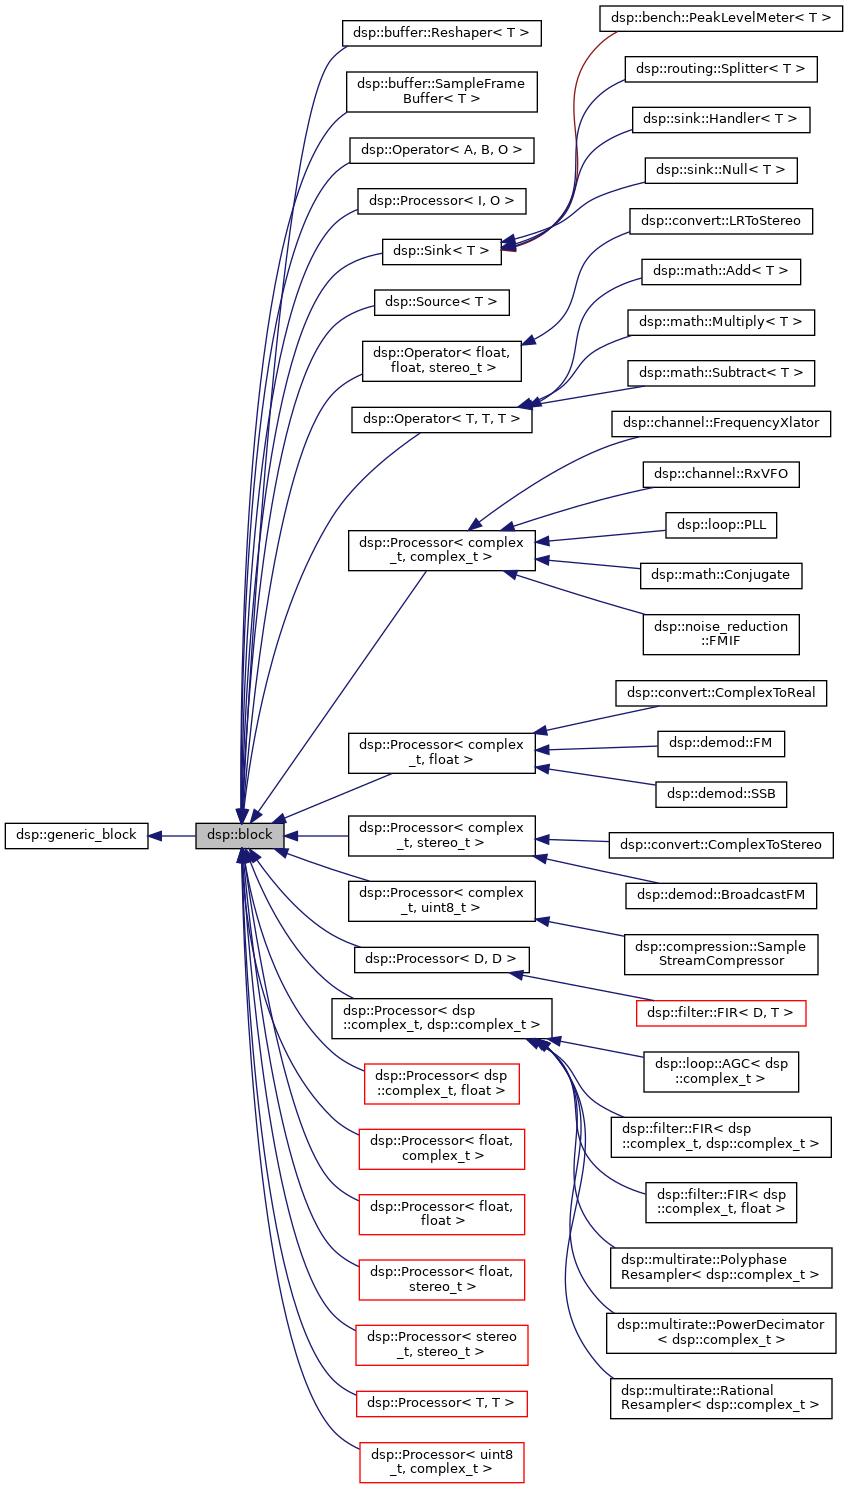 dsp::generic_block
dsp::block
dsp::buffer::Reshaper< T >
dsp::buffer::SampleFrame
Buffer< T >
dsp::Operator< A, B, O >
dsp::Processor< I, O >
dsp::Sink< T >
dsp::Source< T >
dsp::Operator< float,
float, stereo_t >
dsp::Operator< T, T, T >
dsp::Processor< complex
_t, complex_t >
dsp::Processor< complex
_t, float >
dsp::Processor< complex
_t, stereo_t >
dsp::Processor< complex
_t, uint8_t >
dsp::Processor< D, D >
dsp::Processor< dsp
::complex_t, dsp::complex_t >
dsp::Processor< dsp
::complex_t, float >
dsp::Processor< float,
complex_t >
dsp::Processor< float,
float >
dsp::Processor< float,
stereo_t >
dsp::Processor< stereo
_t, stereo_t >
dsp::Processor< T, T >
dsp::Processor< uint8
_t, complex_t >
dsp::bench::PeakLevelMeter< T >
dsp::routing::Splitter< T >
dsp::sink::Handler< T >
dsp::sink::Null< T >
dsp::convert::LRToStereo
dsp::math::Add< T >
dsp::math::Multiply< T >
dsp::math::Subtract< T >
dsp::channel::FrequencyXlator
dsp::channel::RxVFO
dsp::loop::PLL
dsp::math::Conjugate
dsp::noise_reduction
::FMIF
dsp::convert::ComplexToReal
dsp::demod::FM
dsp::demod::SSB
dsp::convert::ComplexToStereo
dsp::demod::BroadcastFM
dsp::compression::Sample
StreamCompressor
dsp::filter::FIR< D, T >
dsp::loop::AGC< dsp
::complex_t >
dsp::filter::FIR< dsp
::complex_t, dsp::complex_t >
dsp::filter::FIR< dsp
::complex_t, float >
dsp::multirate::Polyphase
Resampler< dsp::complex_t >
dsp::multirate::PowerDecimator
< dsp::complex_t >
dsp::multirate::Rational
Resampler< dsp::complex_t >